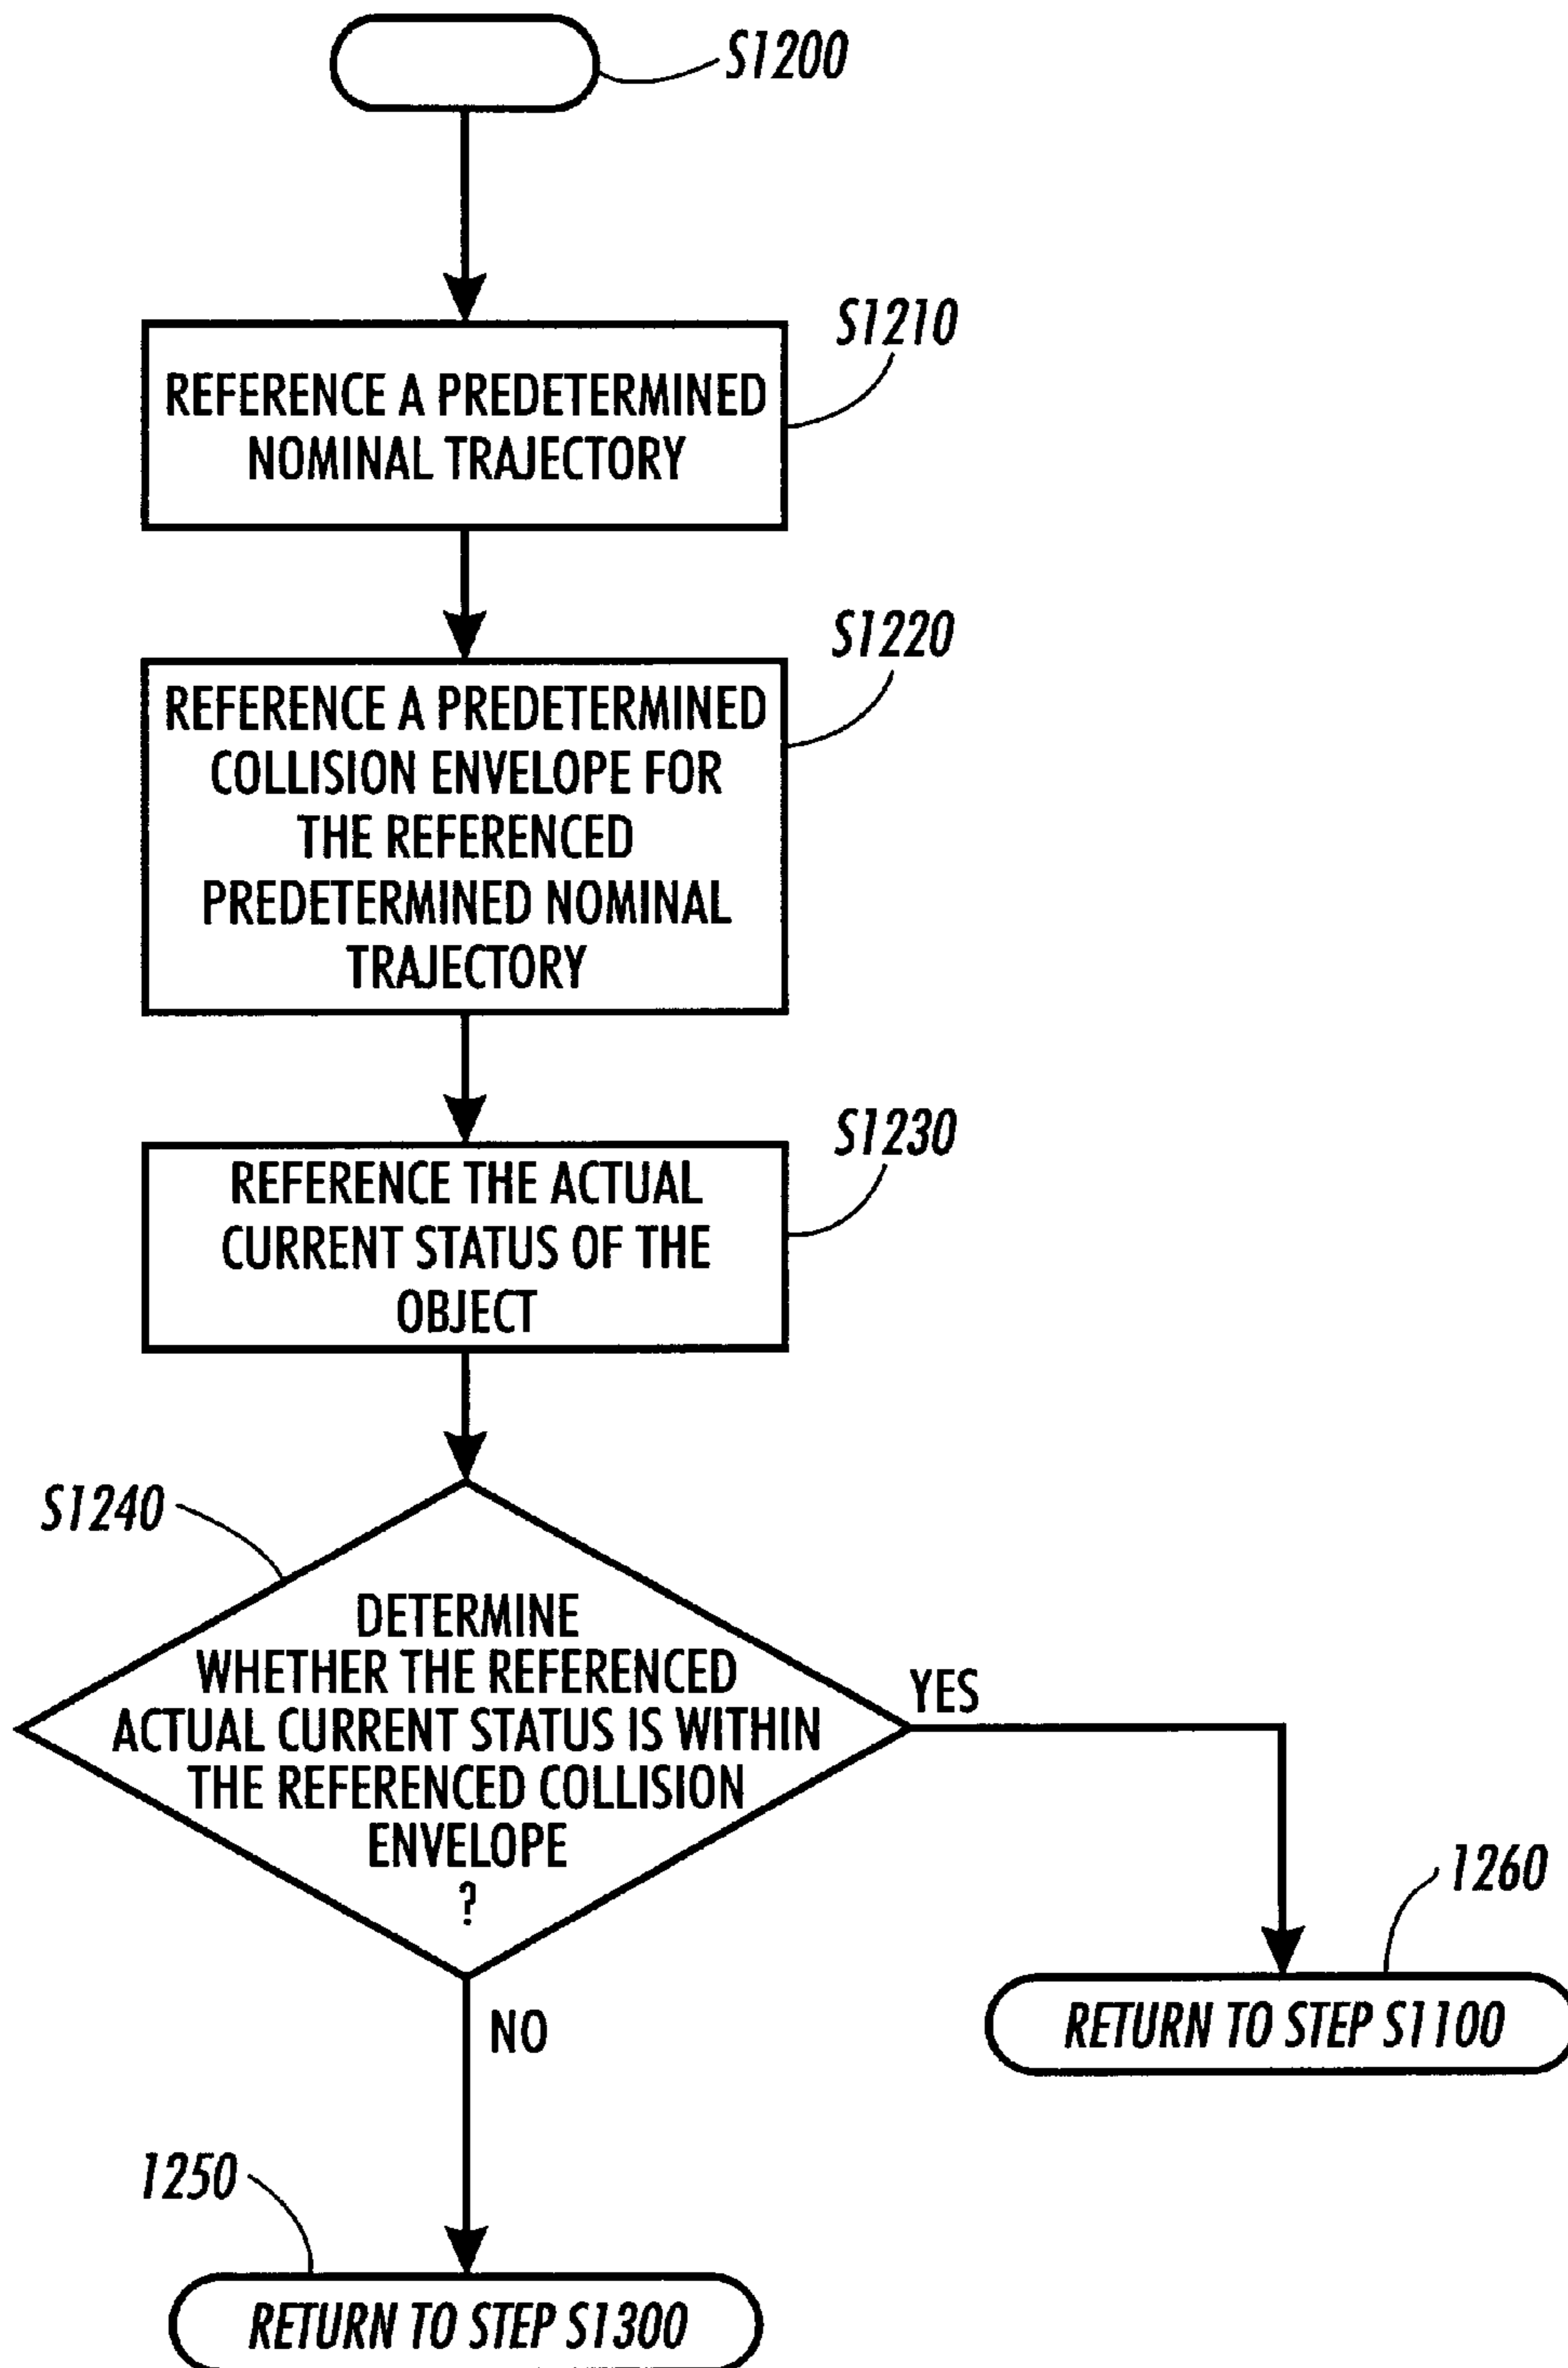 S1200
S1210
REFERENCE A PREDETERMINED
NOMINAL TRAJECTORY
S1220
REFERENCE A PREDETERMINED
COLLISION ENVELOPE FOR
THE REFERENCED
PREDETERMINED NOMINAL
TRAJECTORY
S1230
REFERENCE THE ACTUAL
CURRENT STATUS OF THE
OBJECT
S1240
DETERMINE
WHETHER THE REFERENCED
ACTUAL CURRENT STATUS IS WITHIN
THE REFERENCED COLLISION
ENVELOPE
?
YES
1260
RETURN TO STEP S1100
NO
1250
RETURN TO STEP S1300